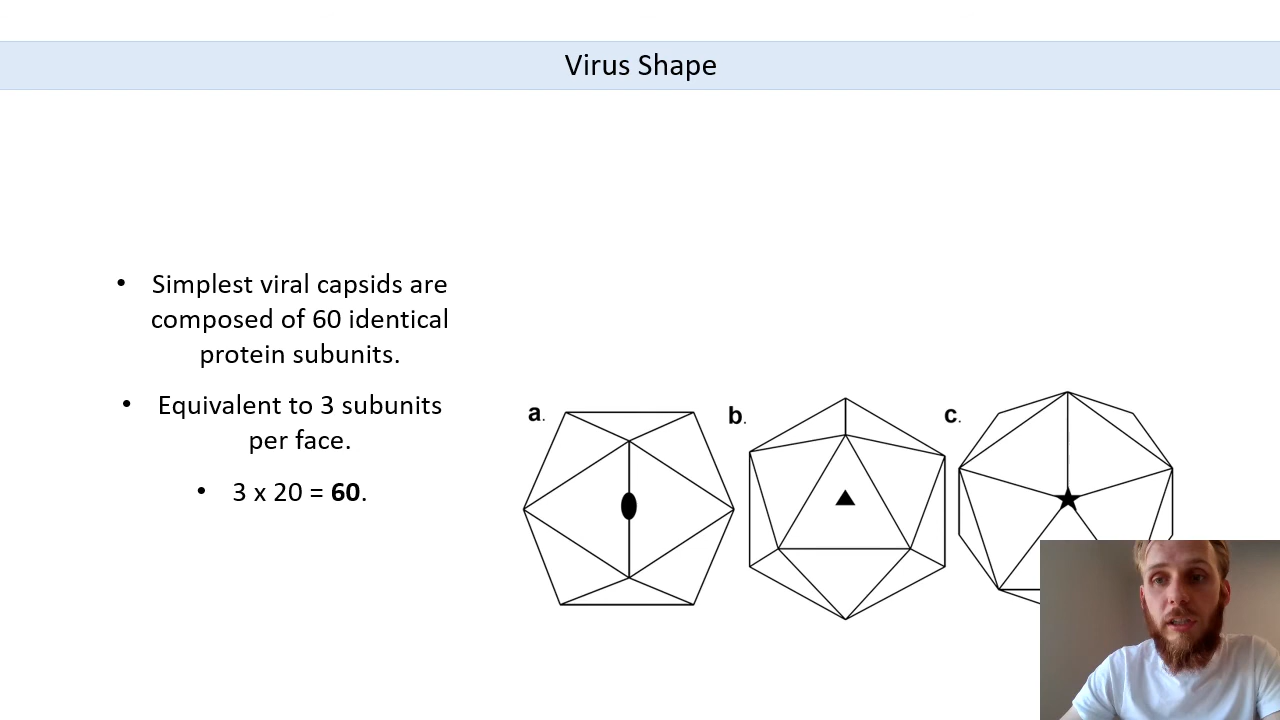 Virus Shape
• Simplest viral capsids are
composed of 60 identical
protein subunits.
• Equivalent to 3 subunits
per face.
• 3 x 20 = 60.
a.
b.
c.